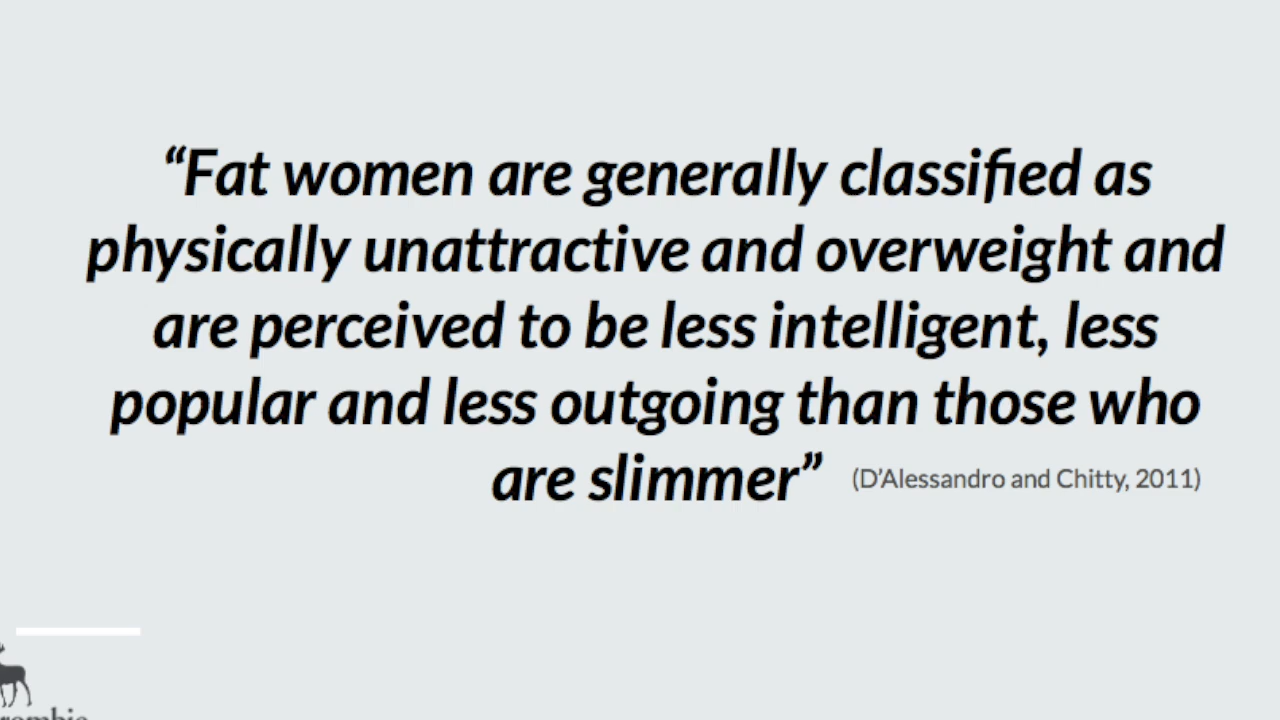 “Fat women are generally classified as
physically unattractive and overweight and
are perceived to be less intelligent, less
popular and less outgoing than those who
are slimmer” (D’Alessandro and Chitty, 2011)